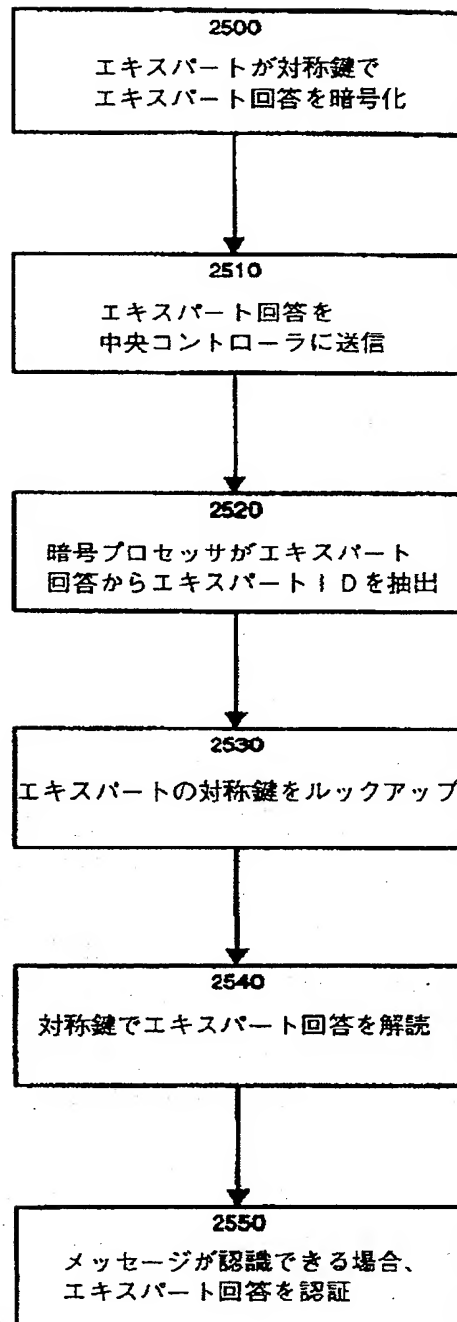 2500
エキスパートが対称鍵で
エキスパート回答を暗号化
2510
エキスパート回答を
中央コントローラに送信
2520
暗号プロセッサがエキスパート
回答からエキスパートIDを抽出
2530
エキスパートの対称鍵をルックアップ
2540
対称鍵でエキスパート回答を解読
2550
メッセージが認識できる場合、
エキスパート回答を認証